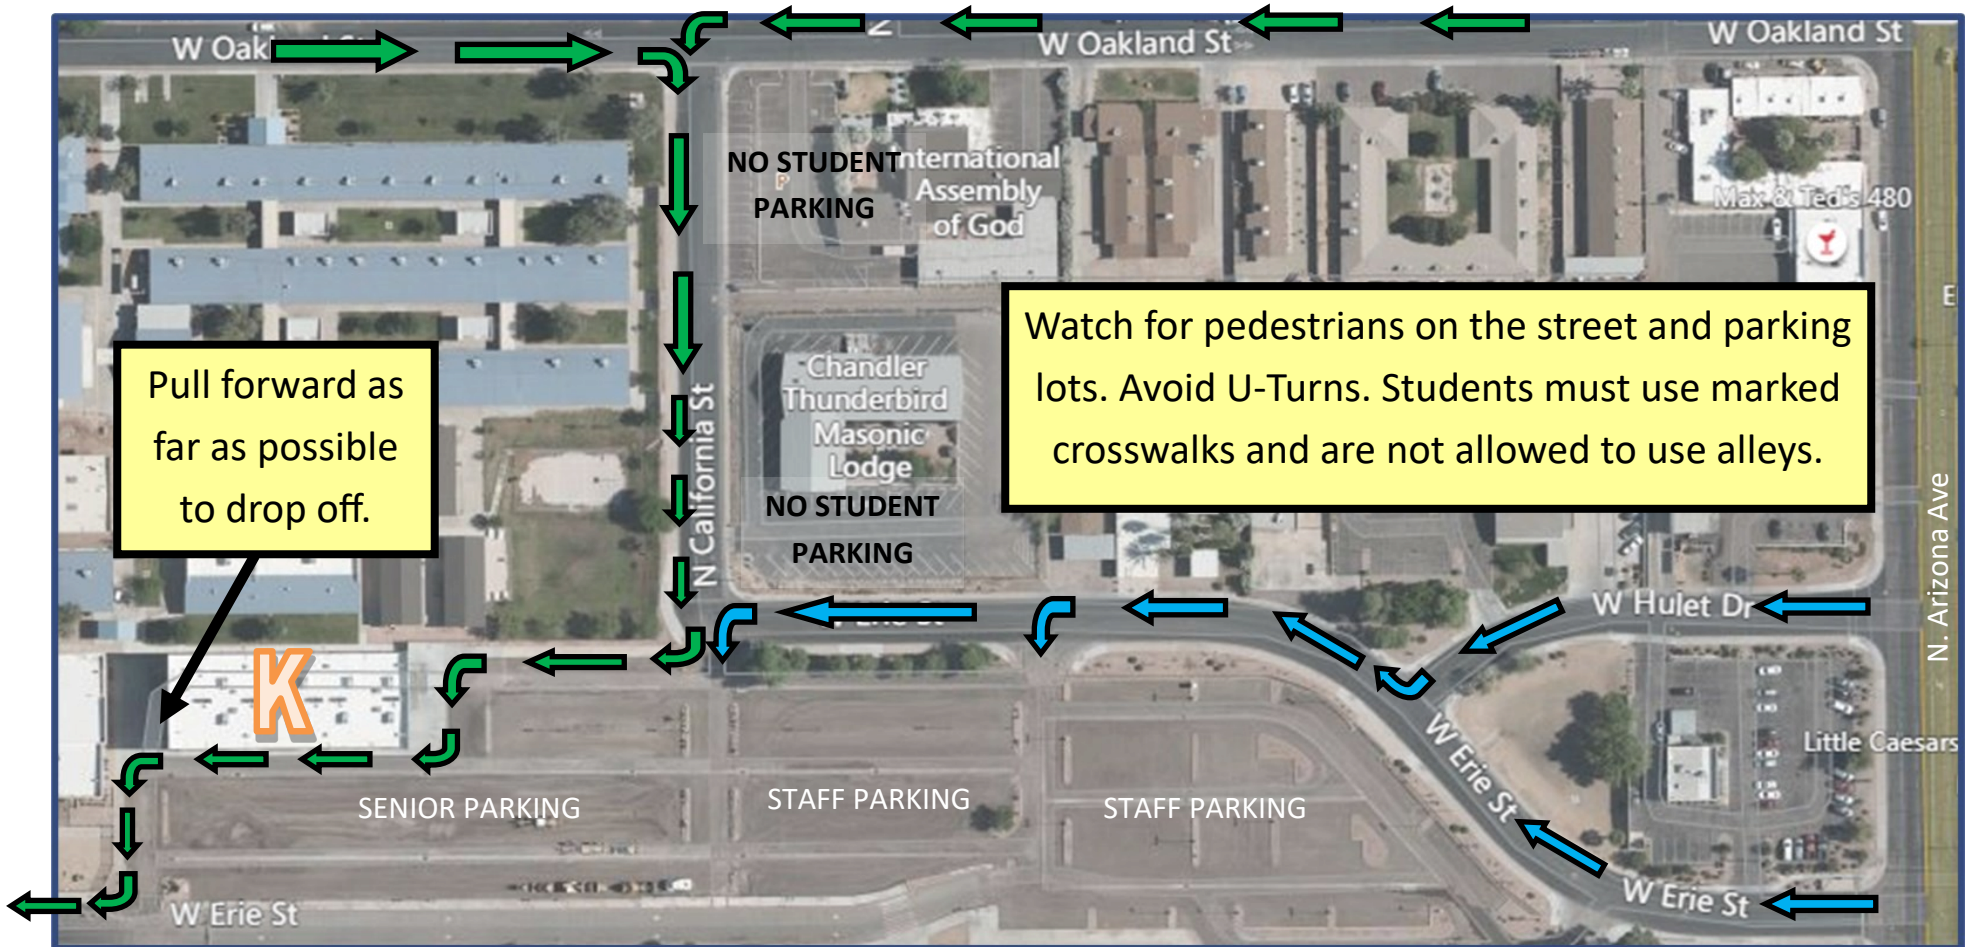 W Oakland St
W Oakland St
W Oakland St
NO STUDENT
PARKING
International
Assembly
of God
P
Max & Ted's 480
E
Watch for pedestrians on the street and parking
lots. Avoid U-Turns. Students must use marked
crosswalks and are not allowed to use alleys.
Pull forward as
far as possible
to drop off.
Chandler
Thunderbird
Masonic
Lodge
NO STUDENT
PARKING
N California St
N. Arizona Ave
W Hulet Dr
K
W Erie St
Little Caesars
SENIOR PARKING
STAFF PARKING
STAFF PARKING
W Erie St
W Erie St